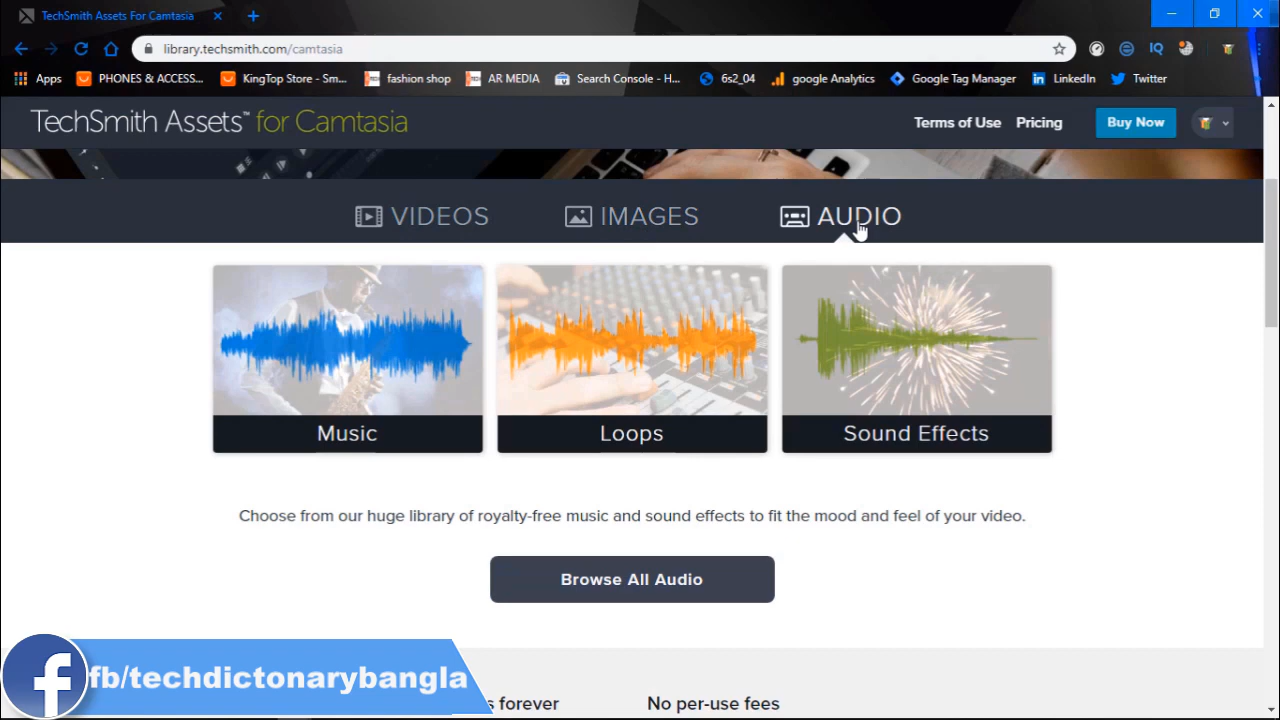 TechSmith Assets For Camtasia
library.techsmith.com/camtasia
IQ
Apps PHONES & ACCESS... KingTop Store - Sm... fashion shop AR MEDIA Search Console - H... 6s2_04 google Analytics Google Tag Manager LinkedIn Twitter
TechSmith Assets™ for Camtasia
Terms of Use Pricing Buy Now
VIDEOS IMAGES AUDIO
Music Loops Sound Effects
Choose from our huge library of royalty-free music and sound effects to fit the mood and feel of your video.
Browse All Audio
fb/techdictonarybangla
s forever No per-use fees